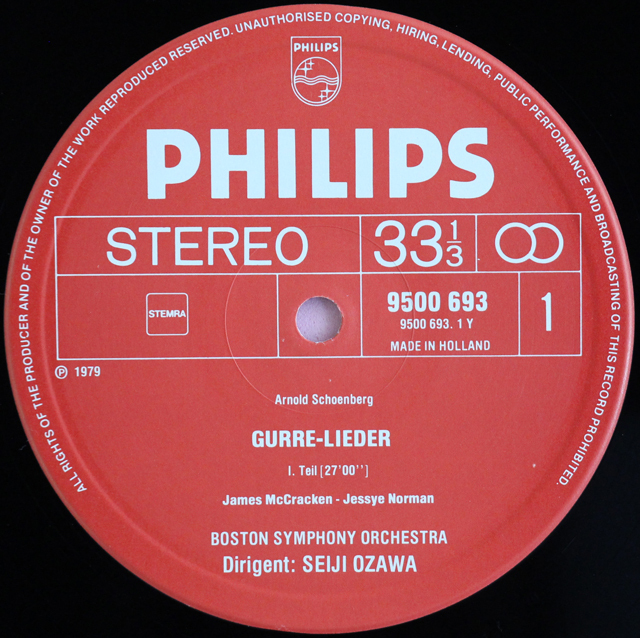 ALL RIGHTS OF THE PRODUCER AND OF THE OWNER OF THE WORK REPRODUCED RESERVED. UNAUTHORISED COPYING, HIRING, LENDING, PUBLIC PERFORMANCE AND BROADCASTING OF THIS RECORD PROHIBITED.
PHILIPS
PHILIPS
STEREO
33 1/3
STEMRA
9500 693
9500 693. 1 Y
MADE IN HOLLAND
1
Ⓟ 1979
Arnold Schoenberg
GURRE-LIEDER
I. Teil [27'00'']
James McCracken - Jessye Norman
BOSTON SYMPHONY ORCHESTRA
Dirigent: SEIJI OZAWA